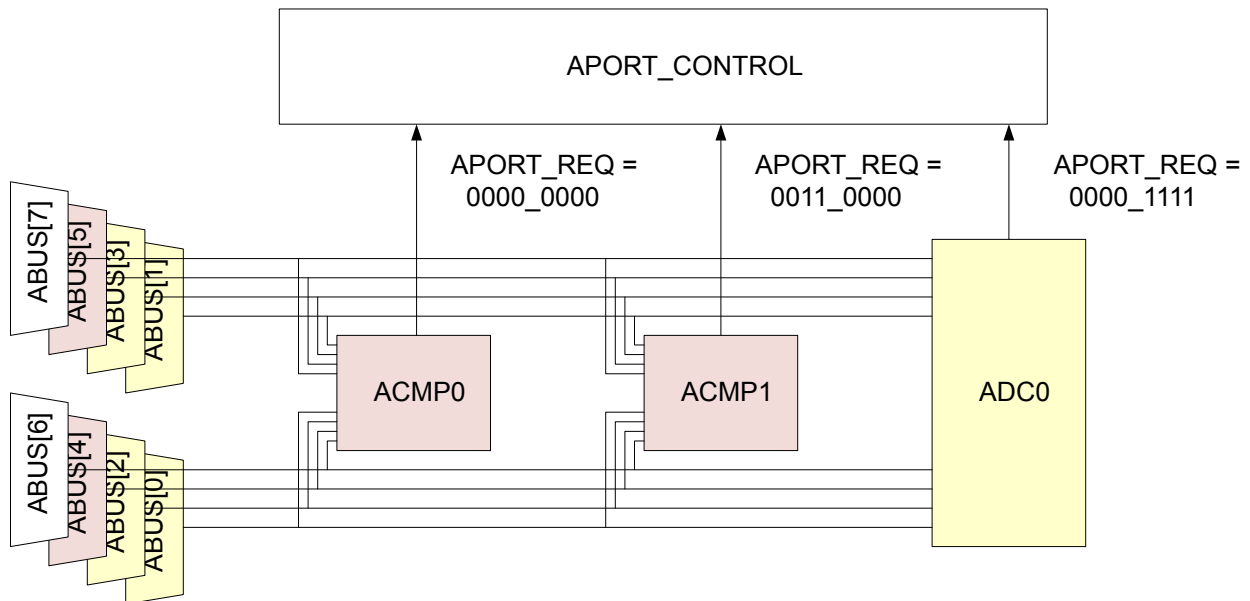 APORT_CONTROL
APORT_REQ =
0000_0000
APORT_REQ =
0011_0000
APORT_REQ =
0000_1111
ABUS[7]
ABUS[5]
ABUS[3]
ABUS[1]
ACMP0
ACMP1
ADC0
ABUS[6]
ABUS[4]
ABUS[2]
ABUS[0]